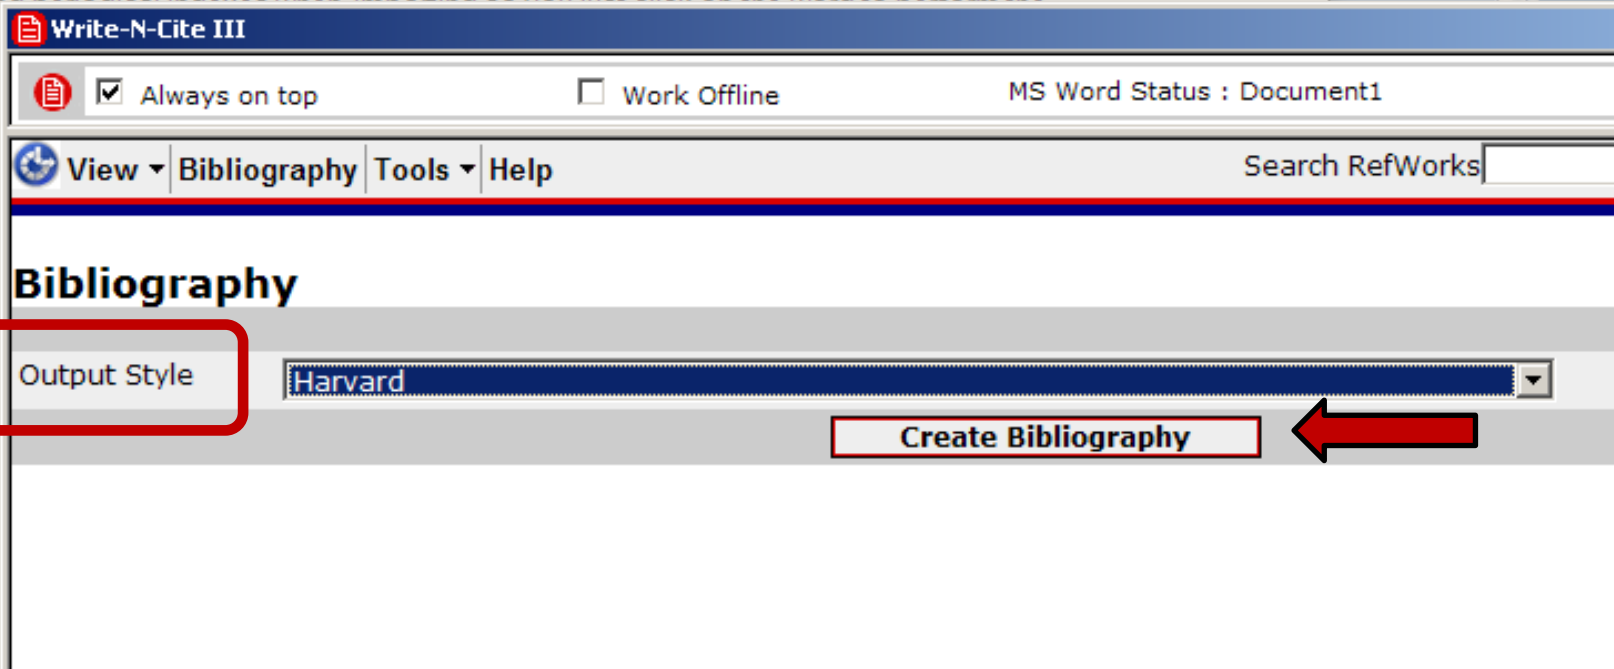 Write-N-Cite III
Always on top Work Offline MS Word Status : Document1
View Bibliography Tools Help Search RefWorks
Bibliography
Output Style Harvard
Create Bibliography